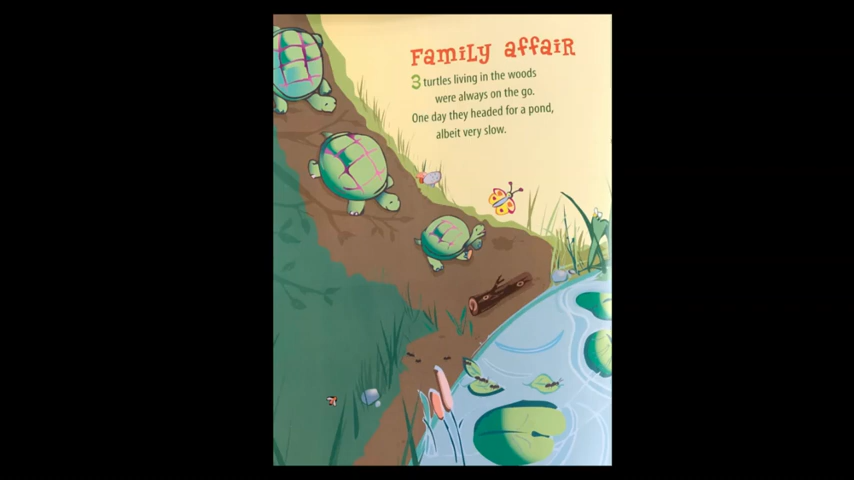 Family affair
3 turtles living in the woods
were always on the go.
One day they headed for a pond,
albeit very slow.